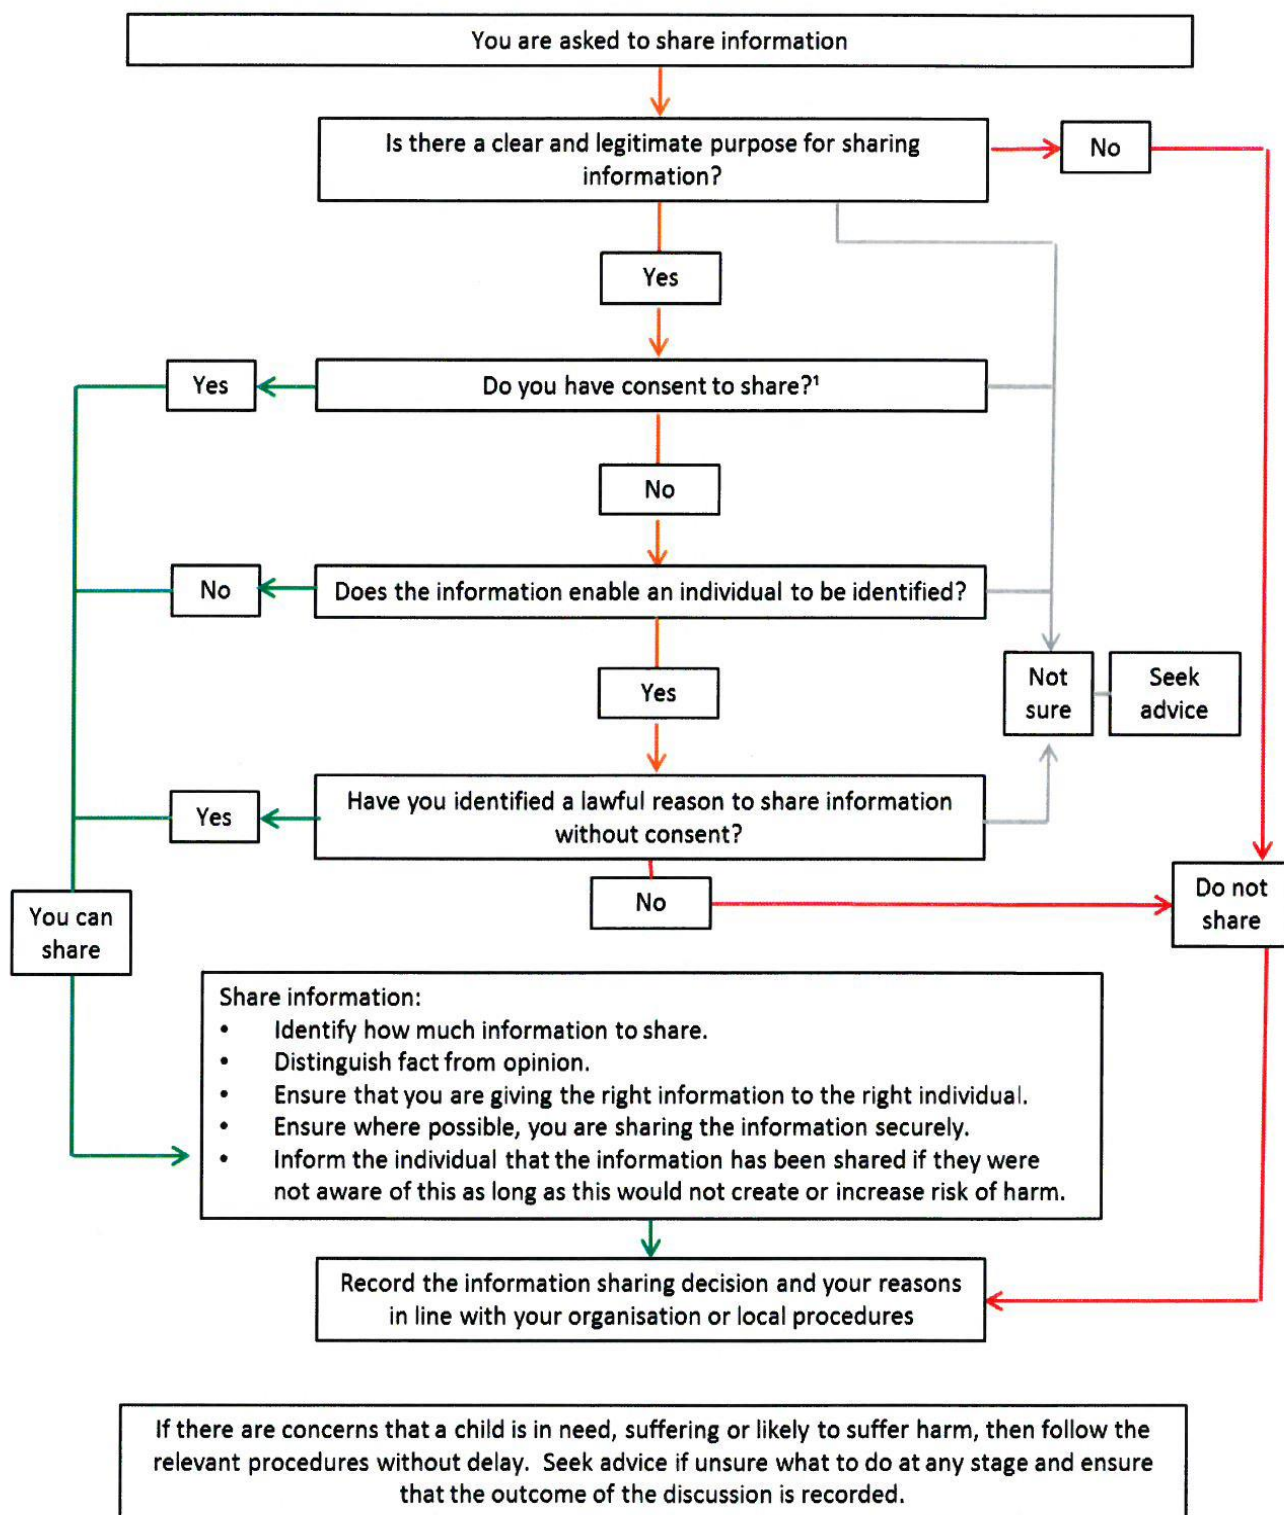 You are asked to share information
Is there a clear and legitimate purpose for sharing
information?
No
Yes
Yes
Do you have consent to share?¹
No
No
Does the information enable an individual to be identified?
Not
sure
Seek
advice
Yes
Yes
Have you identified a lawful reason to share information
without consent?
No
Do not
share
You can
share
Share information:
• Identify how much information to share.
• Distinguish fact from opinion.
• Ensure that you are giving the right information to the right individual.
• Ensure where possible, you are sharing the information securely.
• Inform the individual that the information has been shared if they were
not aware of this as long as this would not create or increase risk of harm.
Record the information sharing decision and your reasons
in line with your organisation or local procedures
If there are concerns that a child is in need, suffering or likely to suffer harm, then follow the
relevant procedures without delay. Seek advice if unsure what to do at any stage and ensure
that the outcome of the discussion is recorded.